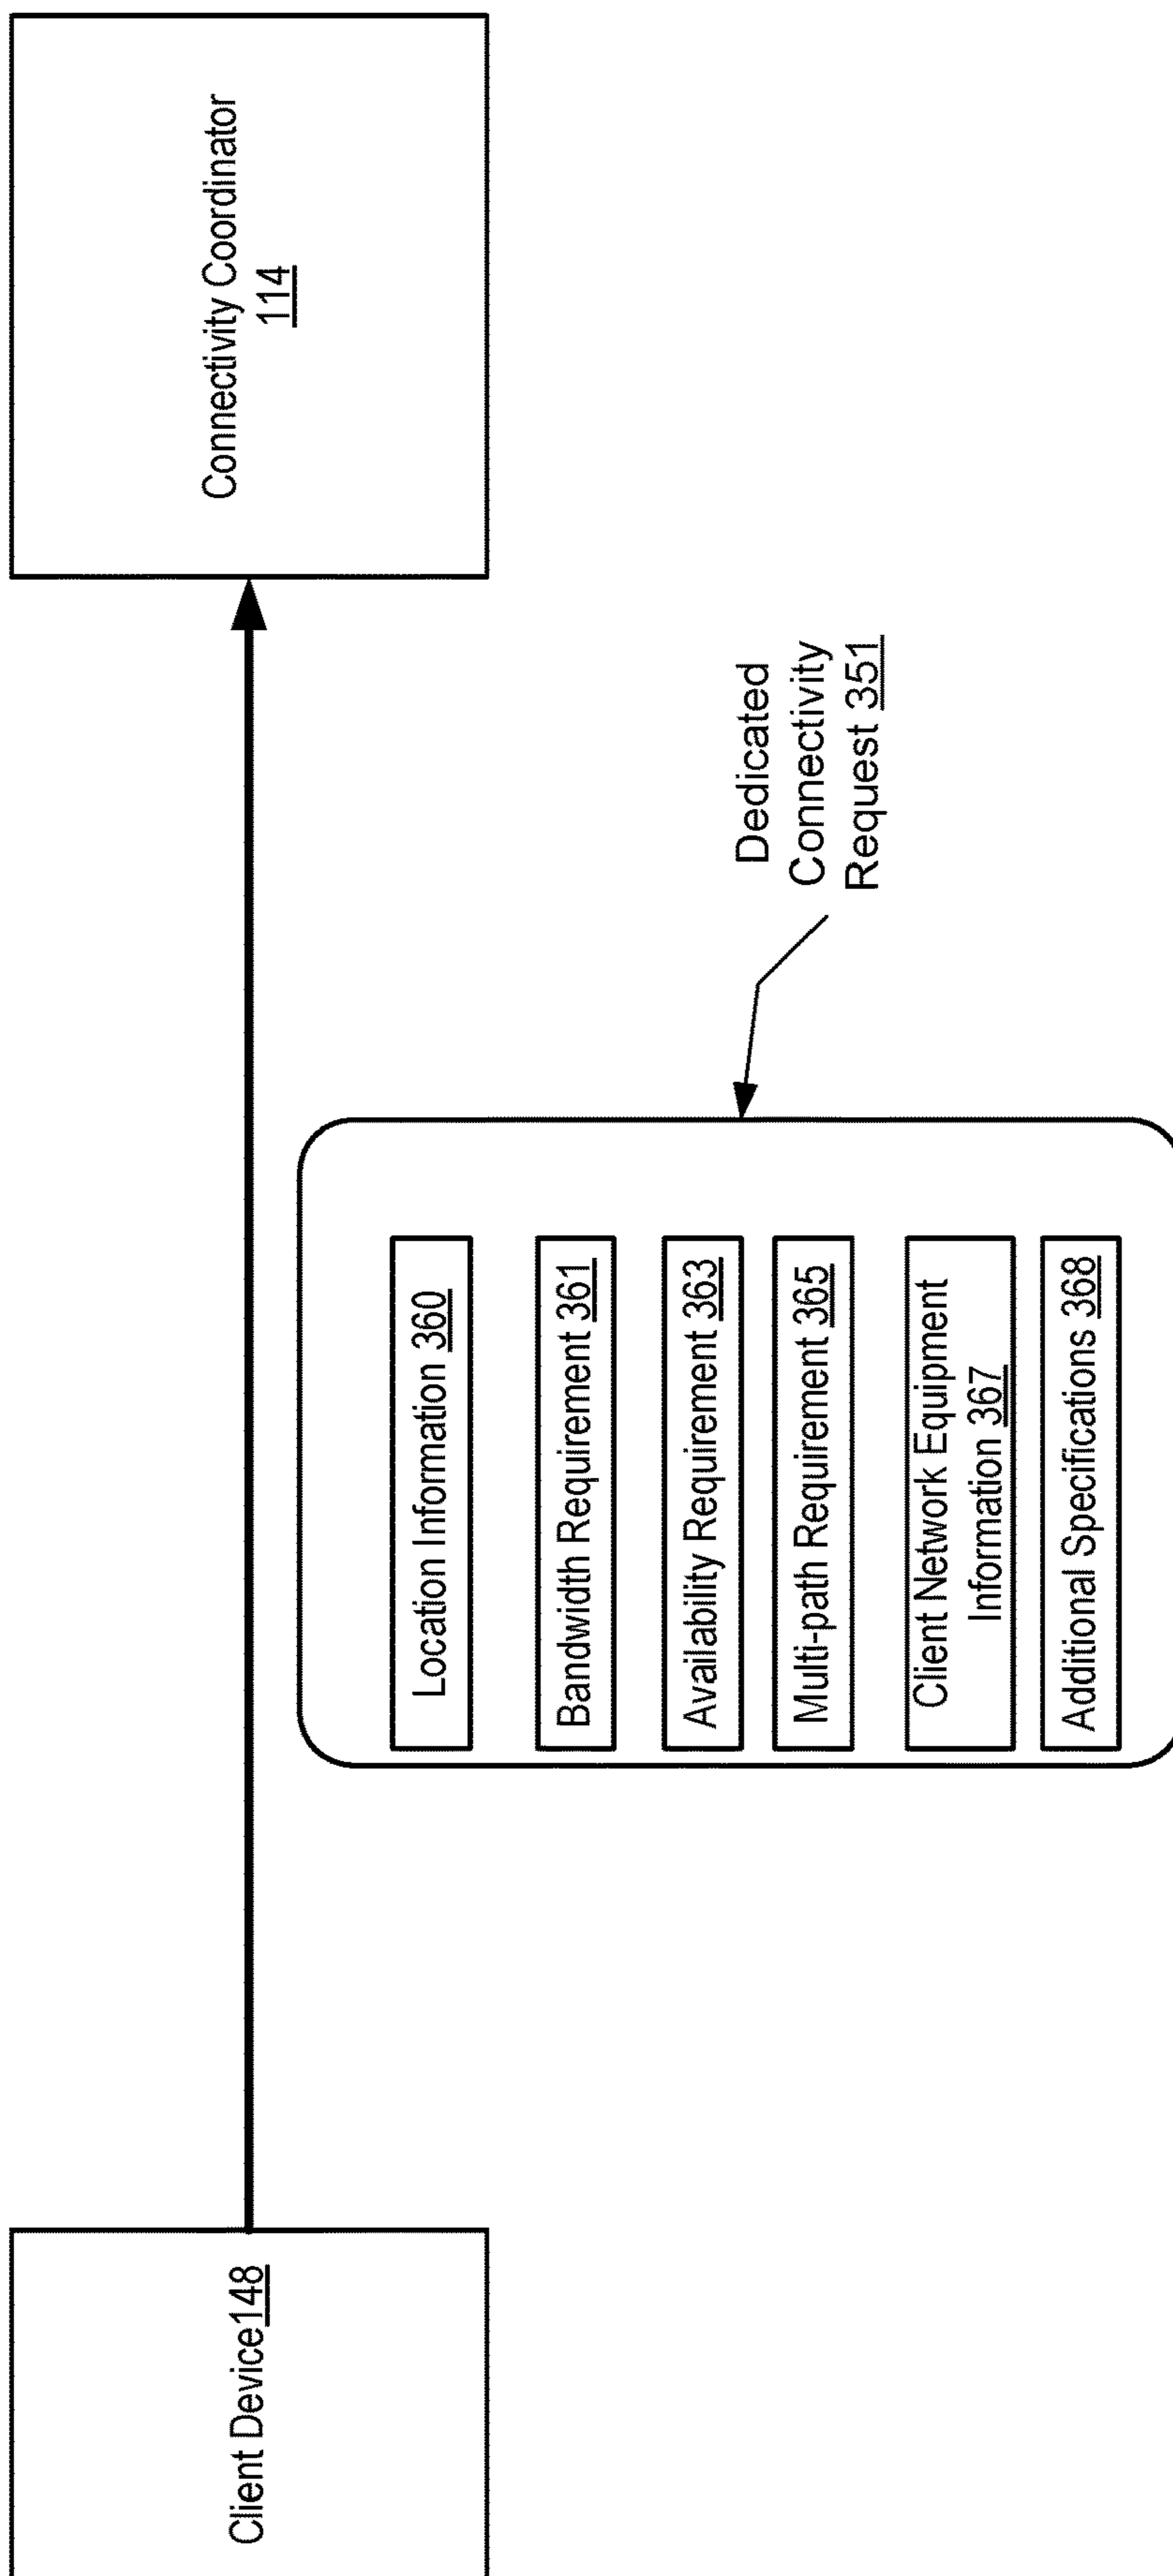 Client Device148
Connectivity Coordinator
114
Dedicated
Connectivity
Request 351
Location Information 360
Bandwidth Requirement 361
Availability Requirement 363
Multi-path Requirement 365
Client Network Equipment
Information 367
Additional Specifications 368